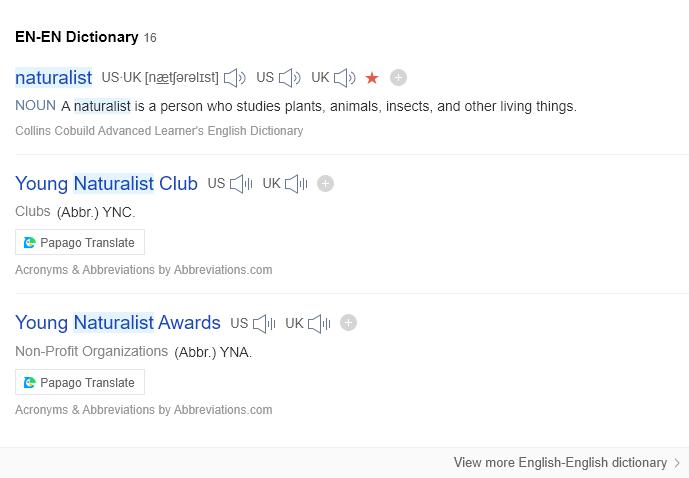 EN-EN Dictionary 16
naturalist US·UK [nætʃərəlɪst] US UK
NOUN A naturalist is a person who studies plants, animals, insects, and other living things.
Collins Cobuild Advanced Learner's English Dictionary
Young Naturalist Club US UK
Clubs (Abbr.) YNC.
Papago Translate
Acronyms & Abbreviations by Abbreviations.com
Young Naturalist Awards US UK
Non-Profit Organizations (Abbr.) YNA.
Papago Translate
Acronyms & Abbreviations by Abbreviations.com
View more English-English dictionary